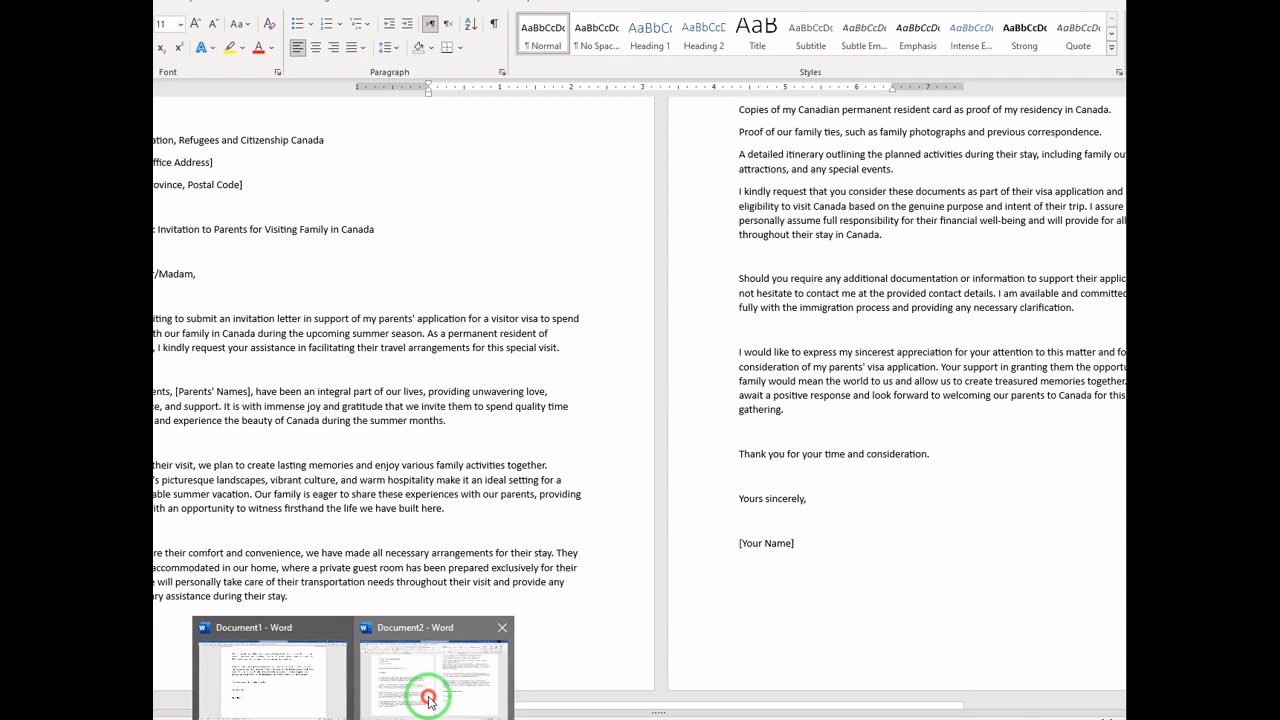 11
Aa
AaBbCcDc
AaBbCcDc
AaBbCc
AaBbCcC
AaB
AaBbCcC
AaBbCcDc
AaBbCcDc
AaBbCcDc
AaBbCcDc
AaBbCcDc
¶ Normal
¶ No Spac...
Heading 1
Heading 2
Title
Subtitle
Subtle Em...
Emphasis
Intense E...
Strong
Quote
Font
Paragraph
Styles
1 1 2 3 4 5 6 7
ation, Refugees and Citizenship Canada
ffice Address]
ovince, Postal Code]
: Invitation to Parents for Visiting Family in Canada
r/Madam,
iting to submit an invitation letter in support of my parents' application for a visitor visa to spend
ith our family in Canada during the upcoming summer season. As a permanent resident of
, I kindly request your assistance in facilitating their travel arrangements for this special visit.
ents, [Parents' Names], have been an integral part of our lives, providing unwavering love,
e, and support. It is with immense joy and gratitude that we invite them to spend quality time
and experience the beauty of Canada during the summer months.
their visit, we plan to create lasting memories and enjoy various family activities together.
's picturesque landscapes, vibrant culture, and warm hospitality make it an ideal setting for a
able summer vacation. Our family is eager to share these experiences with our parents, providing
ith an opportunity to witness firsthand the life we have built here.
re their comfort and convenience, we have made all necessary arrangements for their stay. They
accommodated in our home, where a private guest room has been prepared exclusively for their
e will personally take care of their transportation needs throughout their visit and provide any
ary assistance during their stay.
Copies of my Canadian permanent resident card as proof of my residency in Canada.
Proof of our family ties, such as family photographs and previous correspondence.
A detailed itinerary outlining the planned activities during their stay, including family ou
attractions, and any special events.
I kindly request that you consider these documents as part of their visa application and
eligibility to visit Canada based on the genuine purpose and intent of their trip. I assure
personally assume full responsibility for their financial well-being and will provide for all
throughout their stay in Canada.
Should you require any additional documentation or information to support their applic
not hesitate to contact me at the provided contact details. I am available and committed
fully with the immigration process and providing any necessary clarification.
I would like to express my sincerest appreciation for your attention to this matter and fo
consideration of my parents' visa application. Your support in granting them the opportu
family would mean the world to us and allow us to create treasured memories together.
await a positive response and look forward to welcoming our parents to Canada for this
gathering.
Thank you for your time and consideration.
Yours sincerely,
[Your Name]
Document1 - Word
Document2 - Word